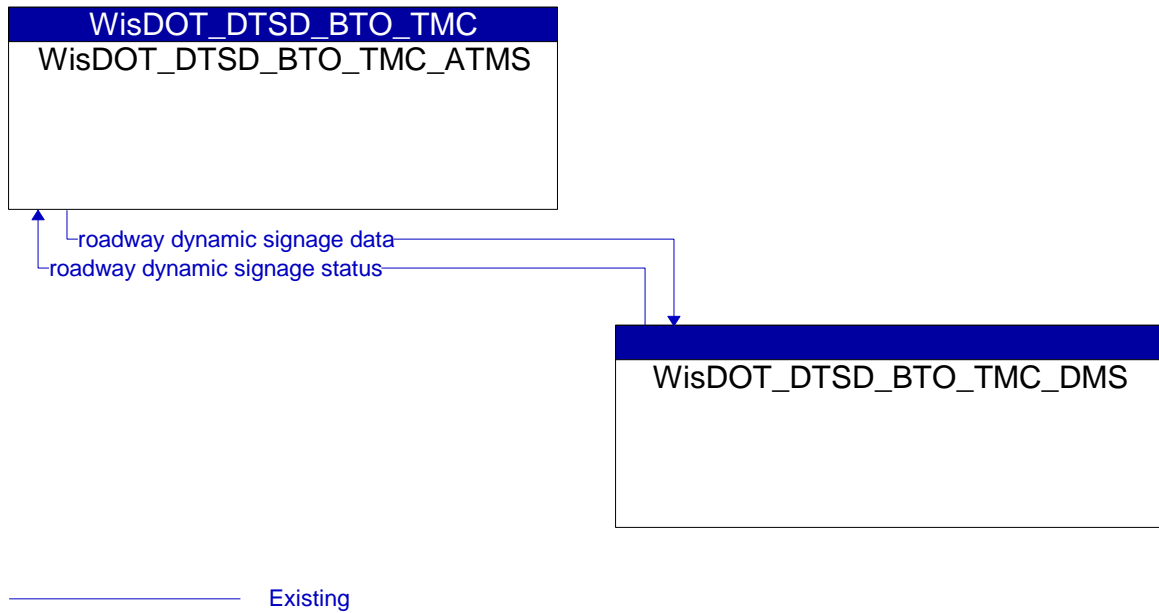 WisDOT_DTSD_BTO_TMC
WisDOT_DTSD_BTO_TMC_ATMS
roadway dynamic signage data
roadway dynamic signage status
WisDOT_DTSD_BTO_TMC_DMS
Existing